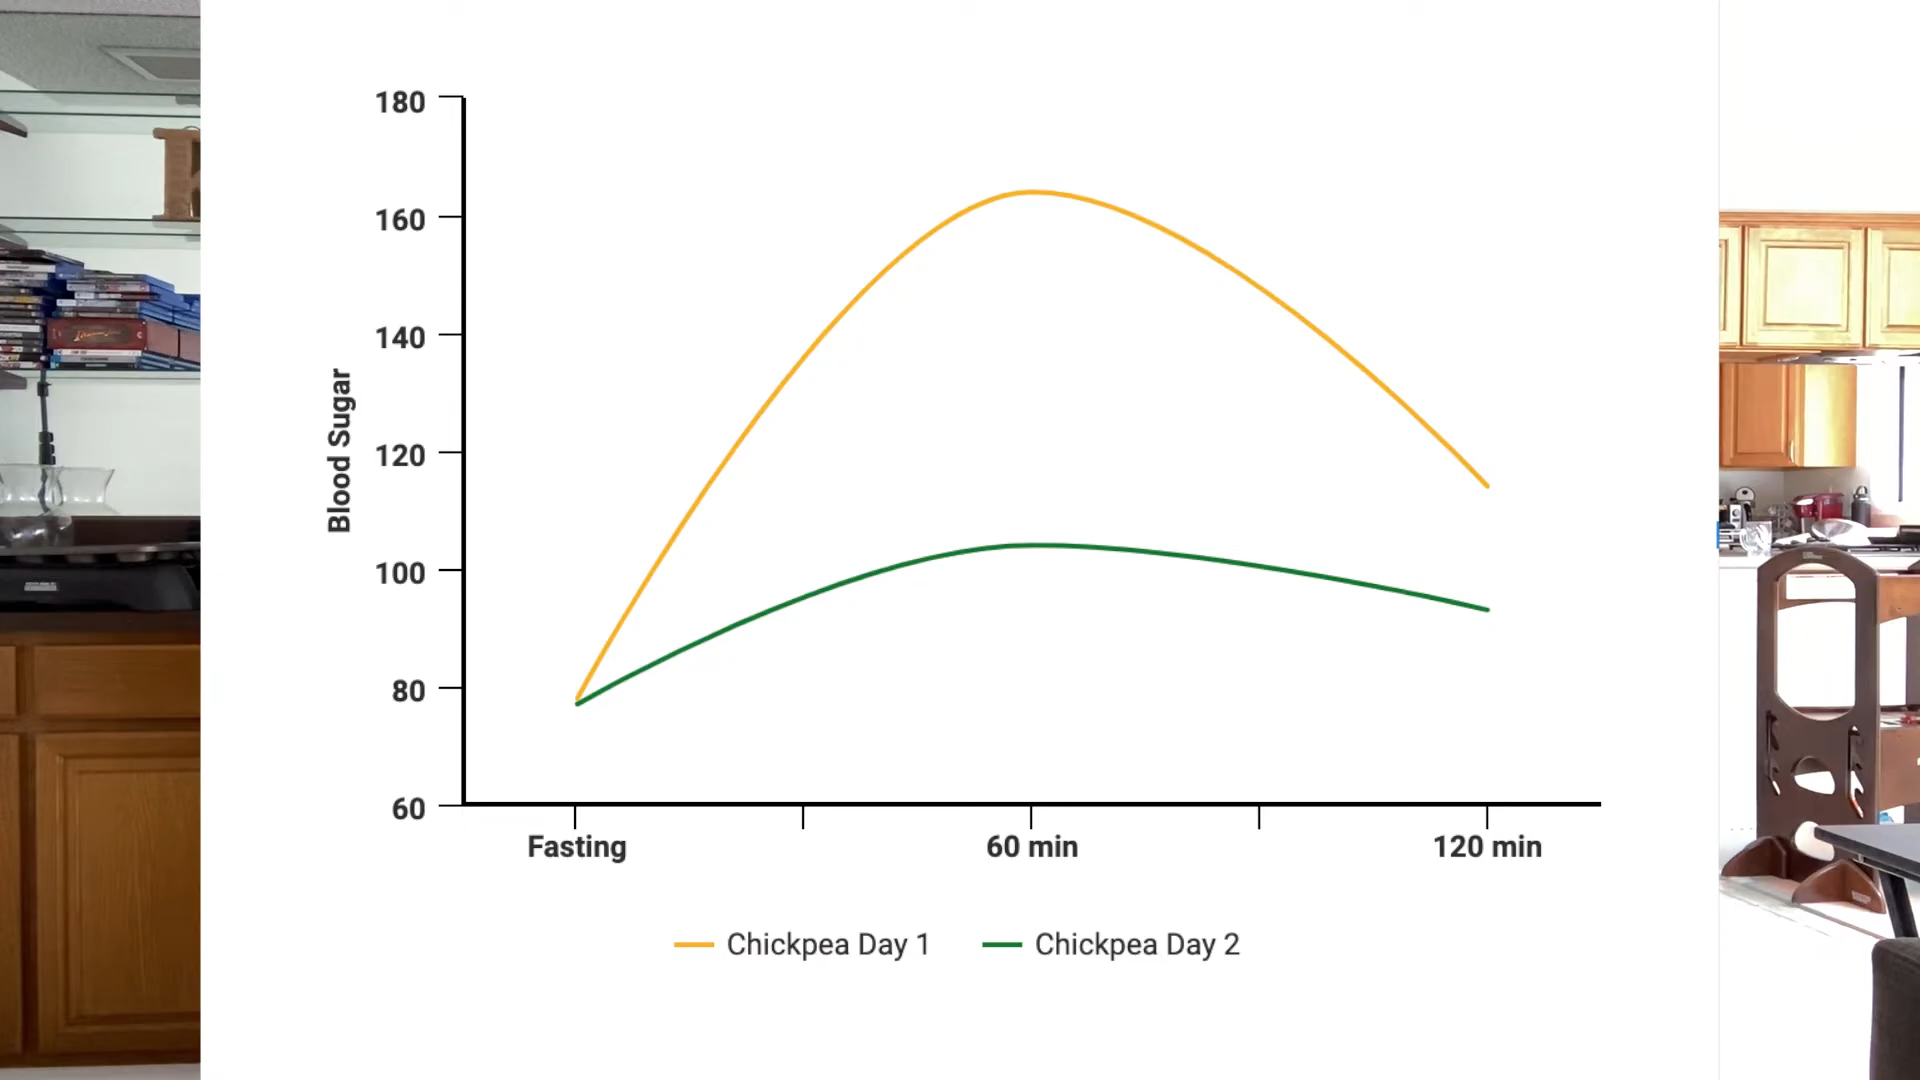 180
160
140
120
100
80
60
Blood Sugar
Fasting
60 min
120 min
Chickpea Day 1
Chickpea Day 2